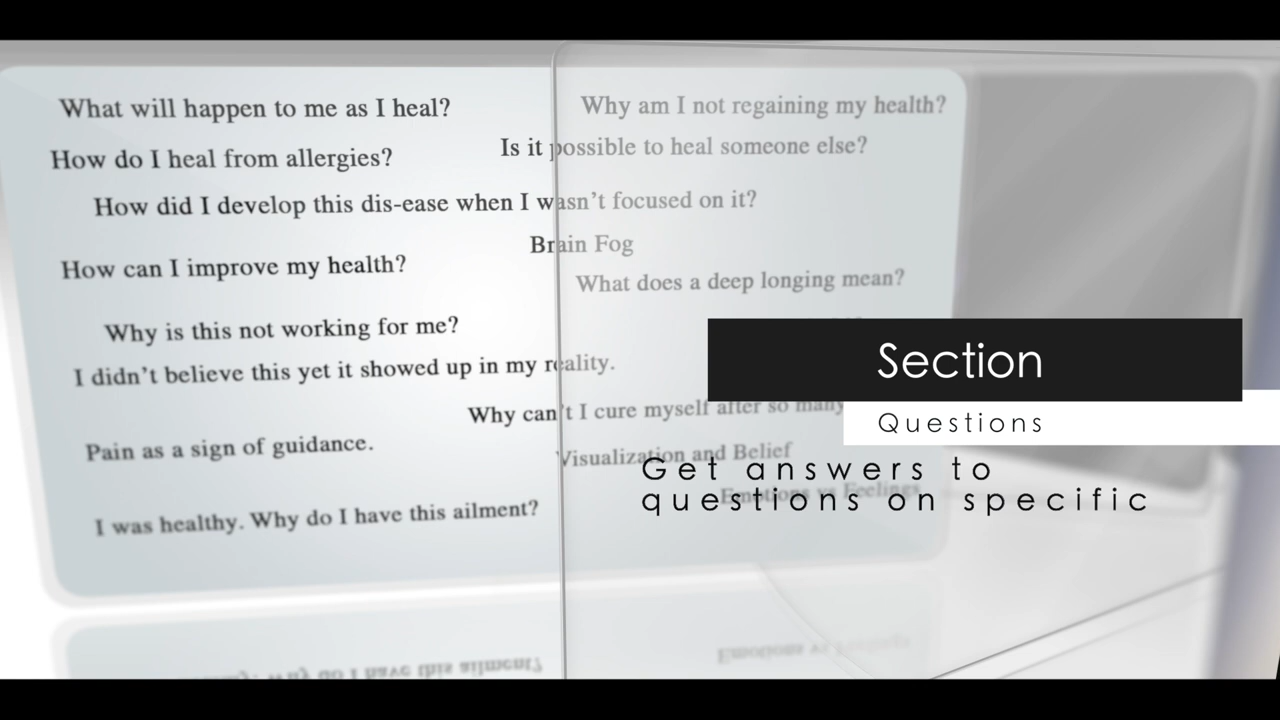 What will happen to me as I heal?
Why am I not regaining my health?
How do I heal from allergies?
Is it possible to heal someone else?
How did I develop this dis-ease when I wasn't focused on it?
Brain Fog
How can I improve my health?
What does a deep longing mean?
Why is this not working for me?
I didn't believe this yet it showed up in my reality.
Why can't I cure myself after so many
Pain as a sign of guidance.
Visualization and Belief
Emotions vs Feelings
I was healthy. Why do I have this ailment?
Section
Questions
Get answers to
questions on specific